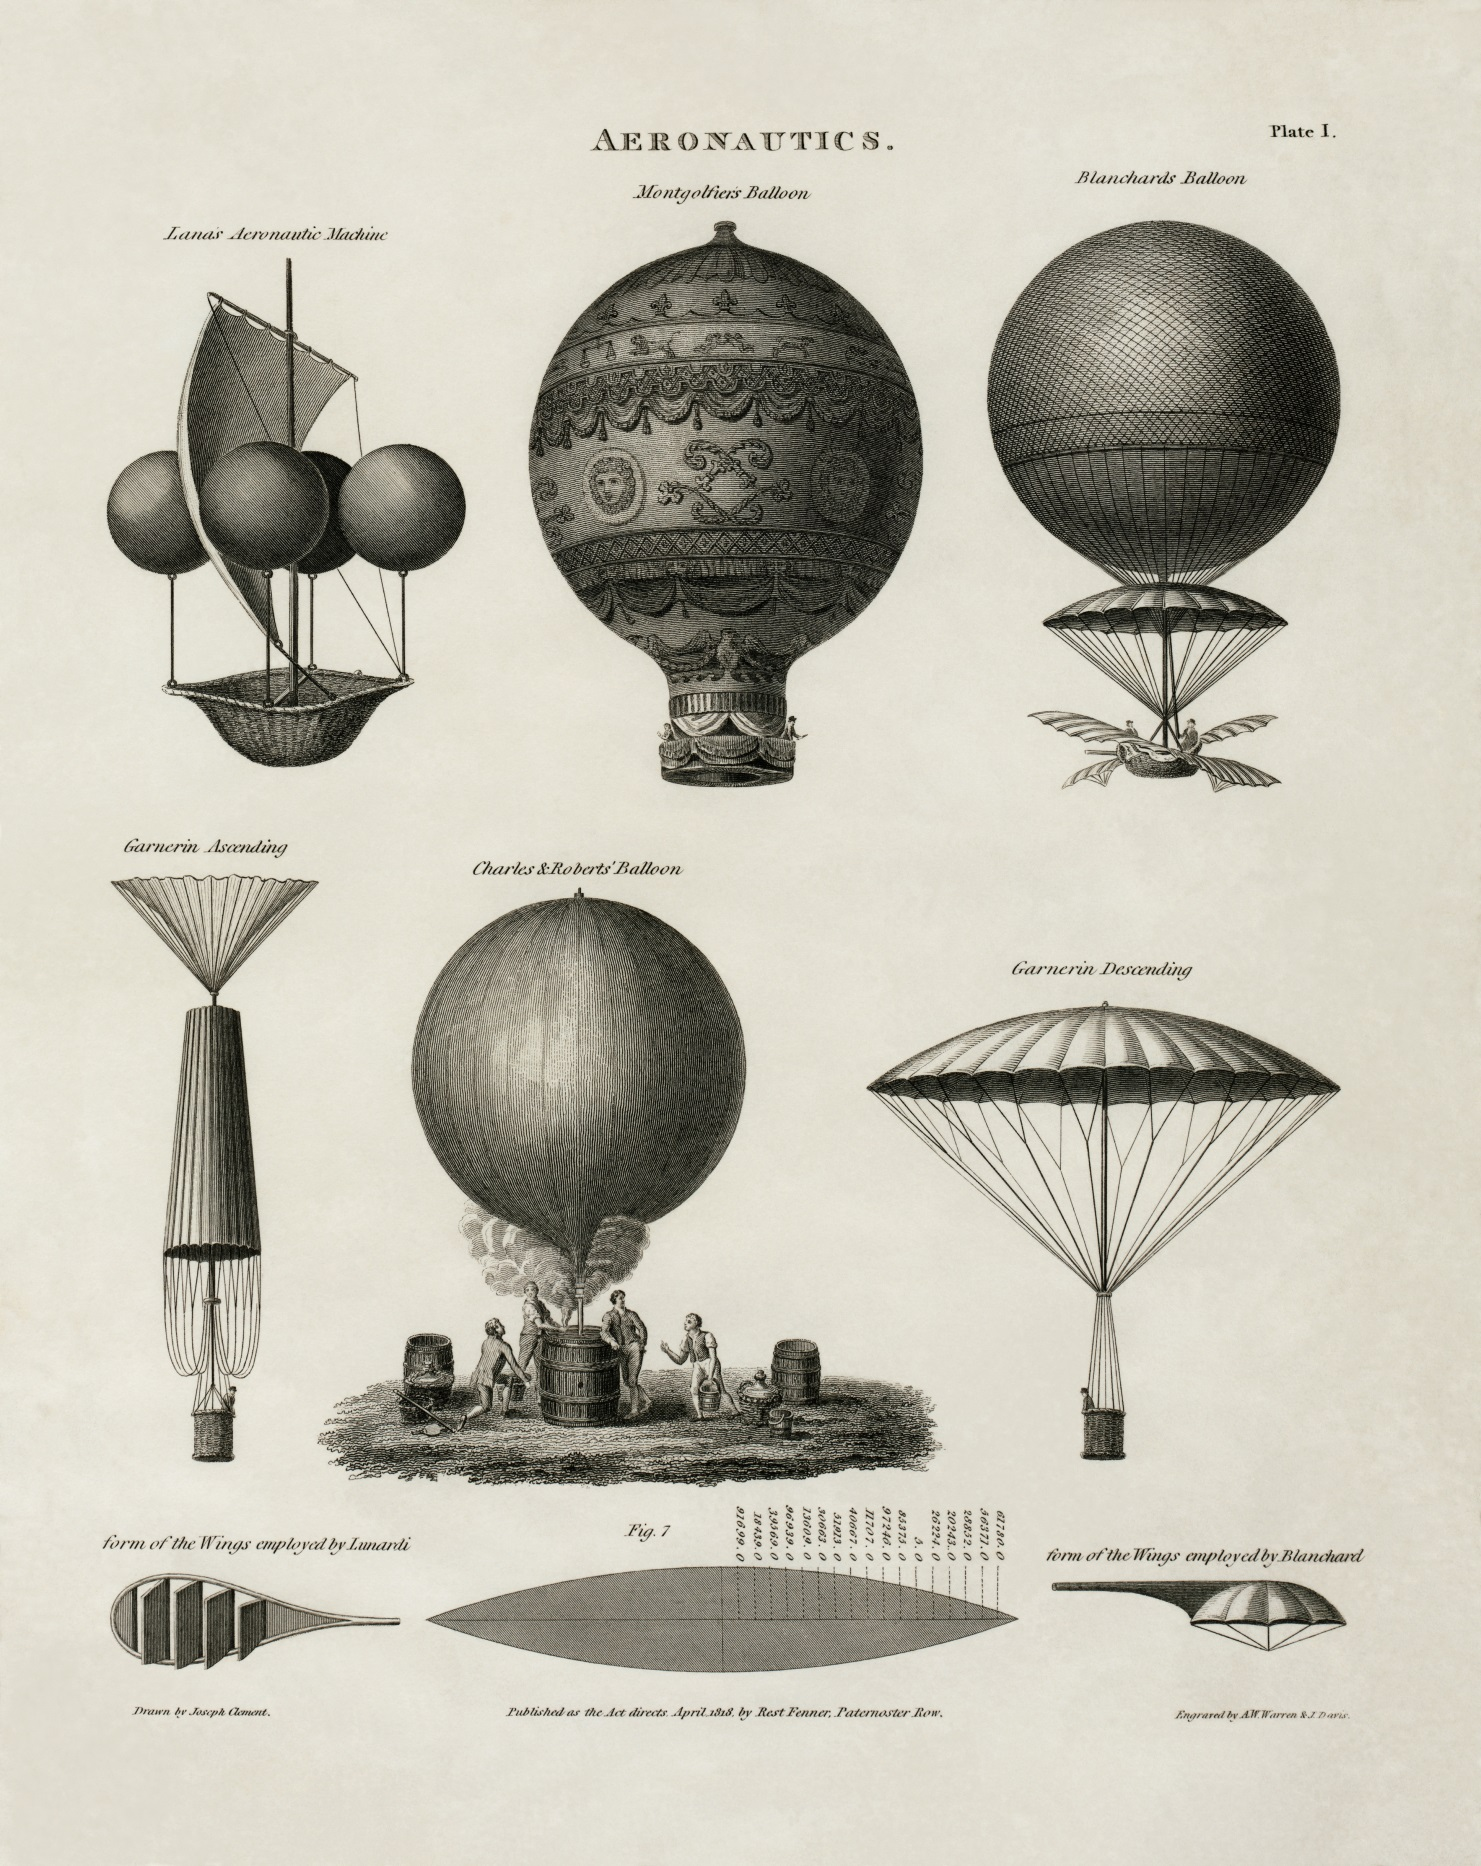 AERONAUTICS.
Plate I.
Montgolfier's Balloon
Blanchards Balloon
Lana's Aeronautic Machine
Garnerin Ascending
Charles & Roberts' Balloon
Garnerin Descending
form of the Wings employed by Lunardi
Fig. 7
form of the Wings employed by Blanchard
Drawn by Joseph Clement.
Published as the Act directs. April 1818, by Rest Fenner, Paternoster Row.
Engraved by A.W. Warren & J. Davis.